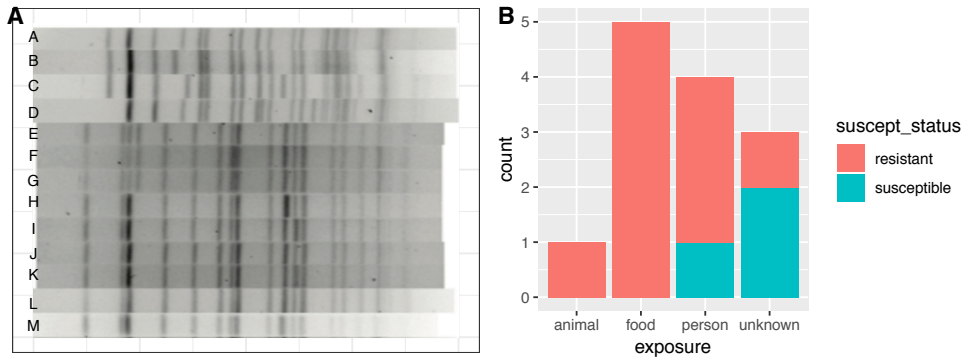 A
A
B
C
D
E
F
G
H
I
J
K
L
M
B
count
5
4
3
2
1
0
animal food person unknown
exposure
suscept_status
resistant
susceptible